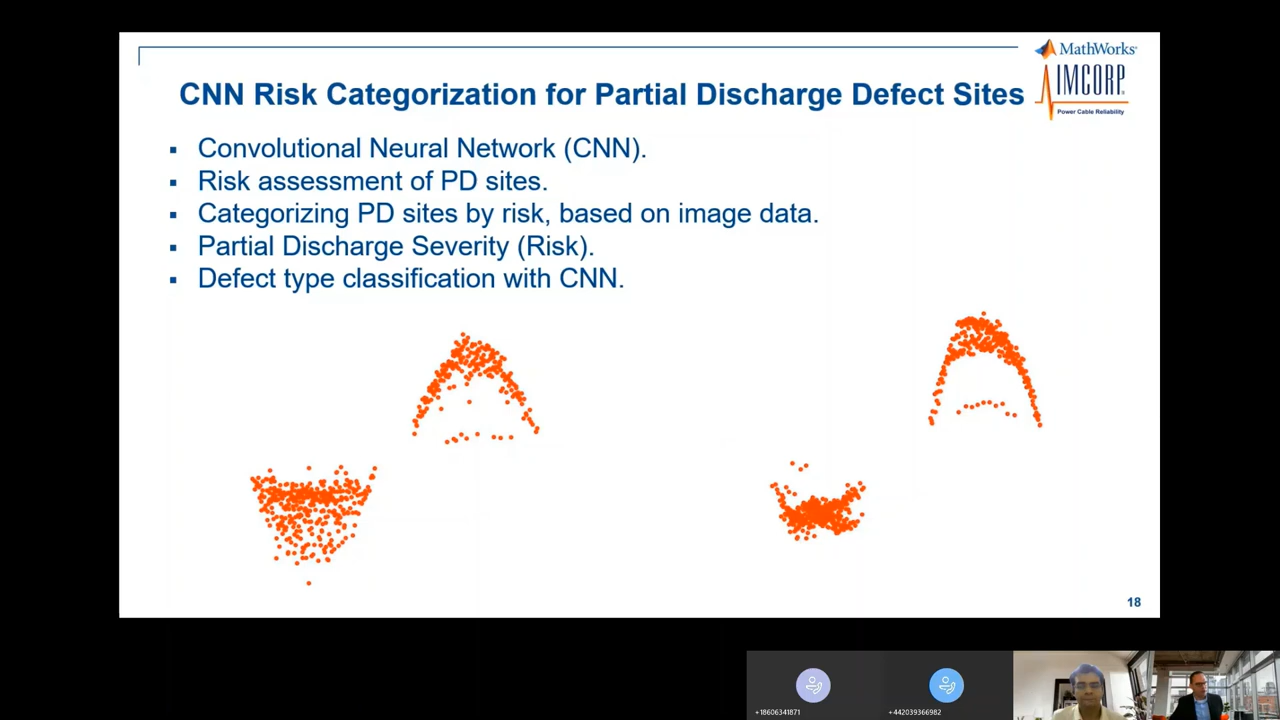 MathWorks®
CNN Risk Categorization for Partial Discharge Defect Sites
IMCORP®
Power Cable Reliability
▪ Convolutional Neural Network (CNN).
▪ Risk assessment of PD sites.
▪ Categorizing PD sites by risk, based on image data.
▪ Partial Discharge Severity (Risk).
▪ Defect type classification with CNN.
18
+18606341871
+442039366982